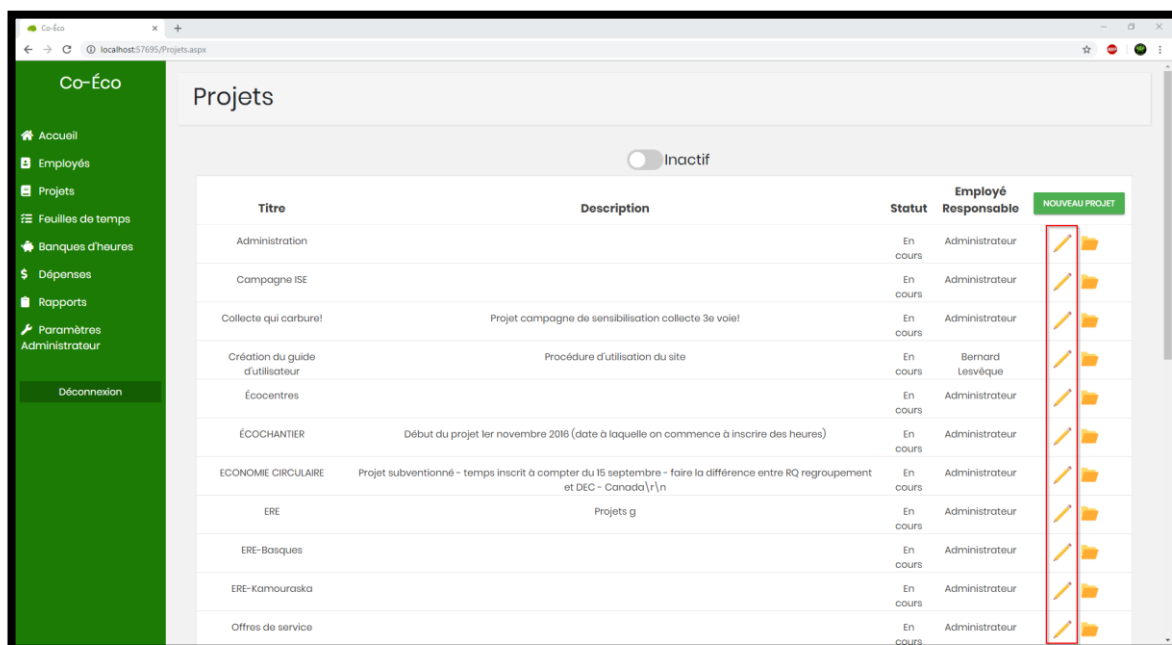 Co-Éco
localhost:57695/Projets.aspx
Co-Éco
Accueil
Employés
Projets
Feuilles de temps
Banques d'heures
Dépenses
Rapports
Paramètres
Administrateur
Déconnexion
Projets
Inactif
Titre Description Statut Employé
Responsable NOUVEAU PROJET
Administration En
cours Administrateur
Campagne ISE En
cours Administrateur
Collecte qui carbure! Projet campagne de sensibilisation collecte 3e voie! En
cours Administrateur
Création du guide
d'utilisateur Procédure d'utilisation du site En
cours Bernard
Lesvêque
Écocentres En
cours Administrateur
ÉCOCHANTIER Début du projet 1er novembre 2016 (date à laquelle on commence à inscrire des heures) En
cours Administrateur
ECONOMIE CIRCULAIRE Projet subventionné - temps inscrit à compter du 15 septembre - faire la différence entre RQ regroupement
et DEC - Canada\r\n En
cours Administrateur
ERE Projets g En
cours Administrateur
ERE-Basques En
cours Administrateur
ERE-Kamouraska En
cours Administrateur
Offres de service En
cours Administrateur